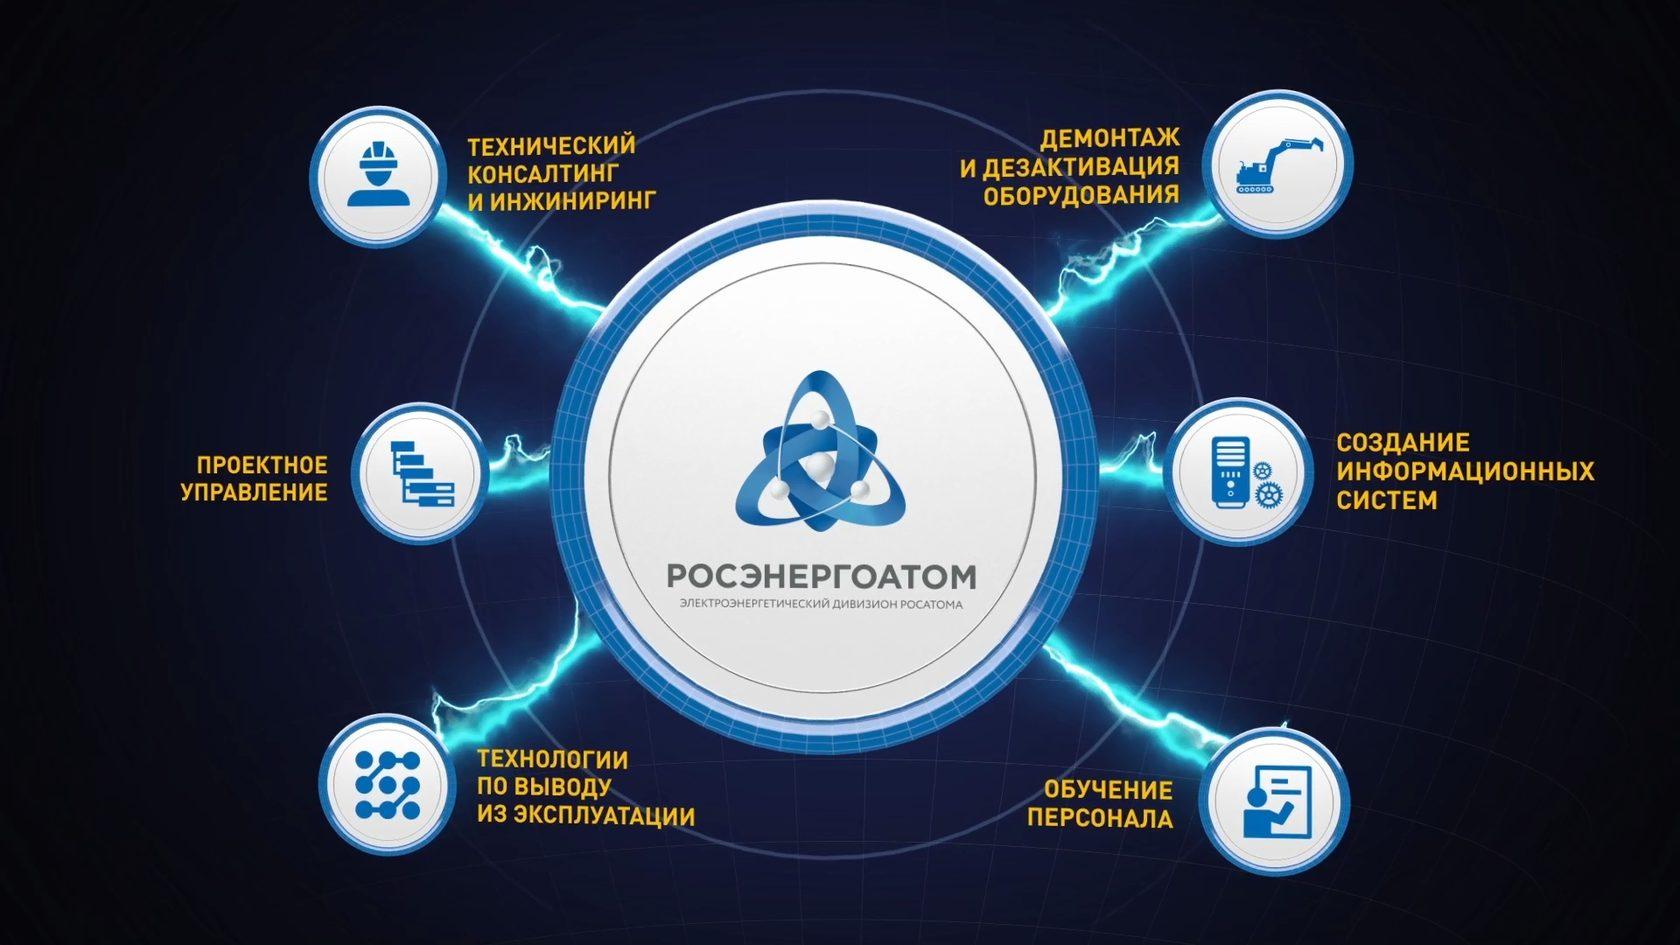 ТЕХНИЧЕСКИЙ
КОНСАЛТИНГ
И ИНЖИНИРИНГ
ДЕМОНТАЖ
И ДЕЗАКТИВАЦИЯ
ОБОРУДОВАНИЯ
ПРОЕКТНОЕ
УПРАВЛЕНИЕ
РОСЭНЕРГОАТОМ
ЭЛЕКТРОЭНЕРГЕТИЧЕСКИЙ ДИВИЗИОН РОСАТОМА
СОЗДАНИЕ
ИНФОРМАЦИОННЫХ
СИСТЕМ
ТЕХНОЛОГИИ
ПО ВЫВОДУ
ИЗ ЭКСПЛУАТАЦИИ
ОБУЧЕНИЕ
ПЕРСОНАЛА